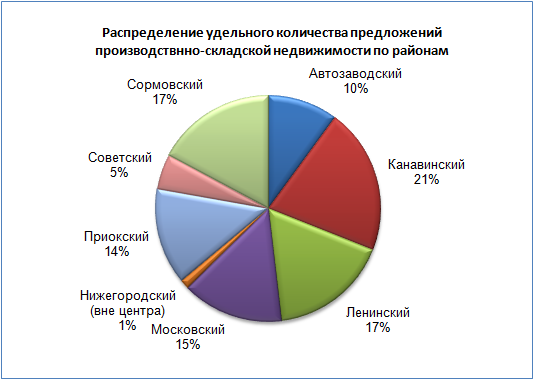 Распределение удельного количества предложений
производствнно-складской недвижимости по районам
Автозаводский
10%
Канавинский
21%
Ленинский
17%
Московский
15%
Нижегородский
(вне центра)
1%
Приокский
14%
Советский
5%
Сормовский
17%